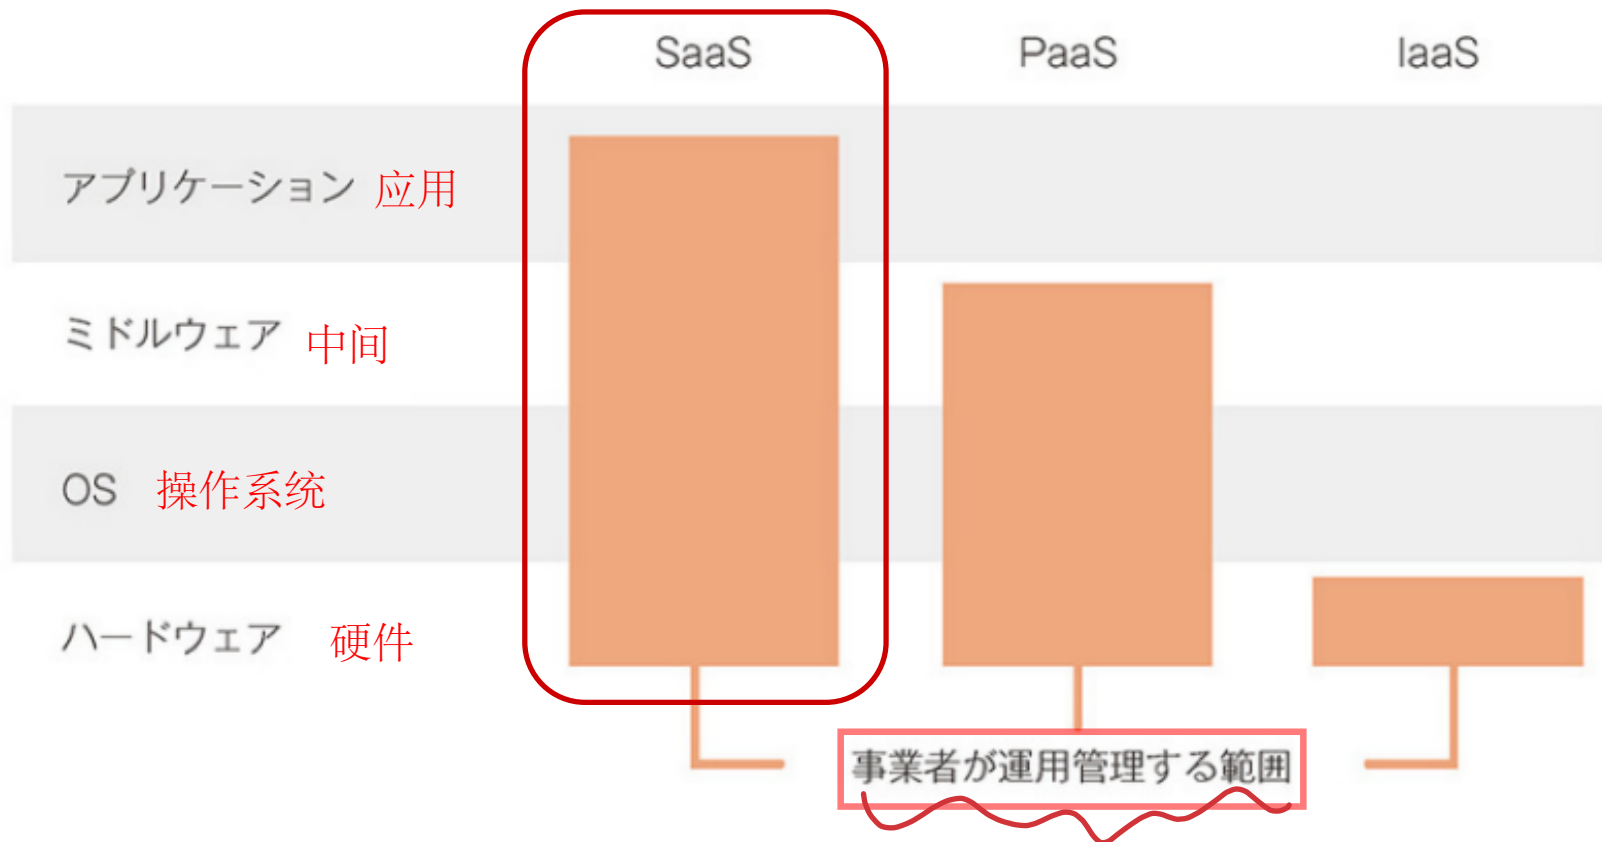 SaaS PaaS IaaS
アプリケーション 应用
ミドルウェア 中间
OS 操作系统
ハードウェア 硬件
事業者が運用管理する範囲